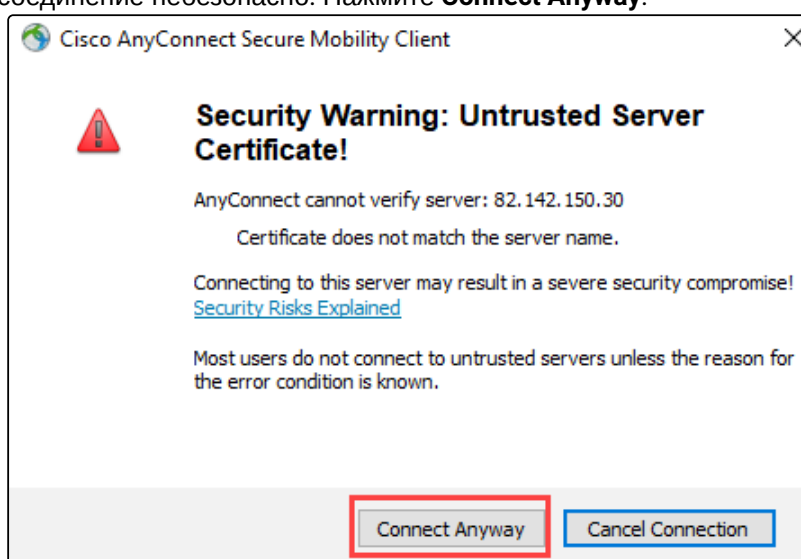 соединение небезопасно. Нажмите Connect Anyway.
Cisco AnyConnect Secure Mobility Client
Security Warning: Untrusted Server
Certificate!
AnyConnect cannot verify server: 82.142.150.30
Certificate does not match the server name.
Connecting to this server may result in a severe security compromise!
Security Risks Explained
Most users do not connect to untrusted servers unless the reason for
the error condition is known.
Connect Anyway Cancel Connection